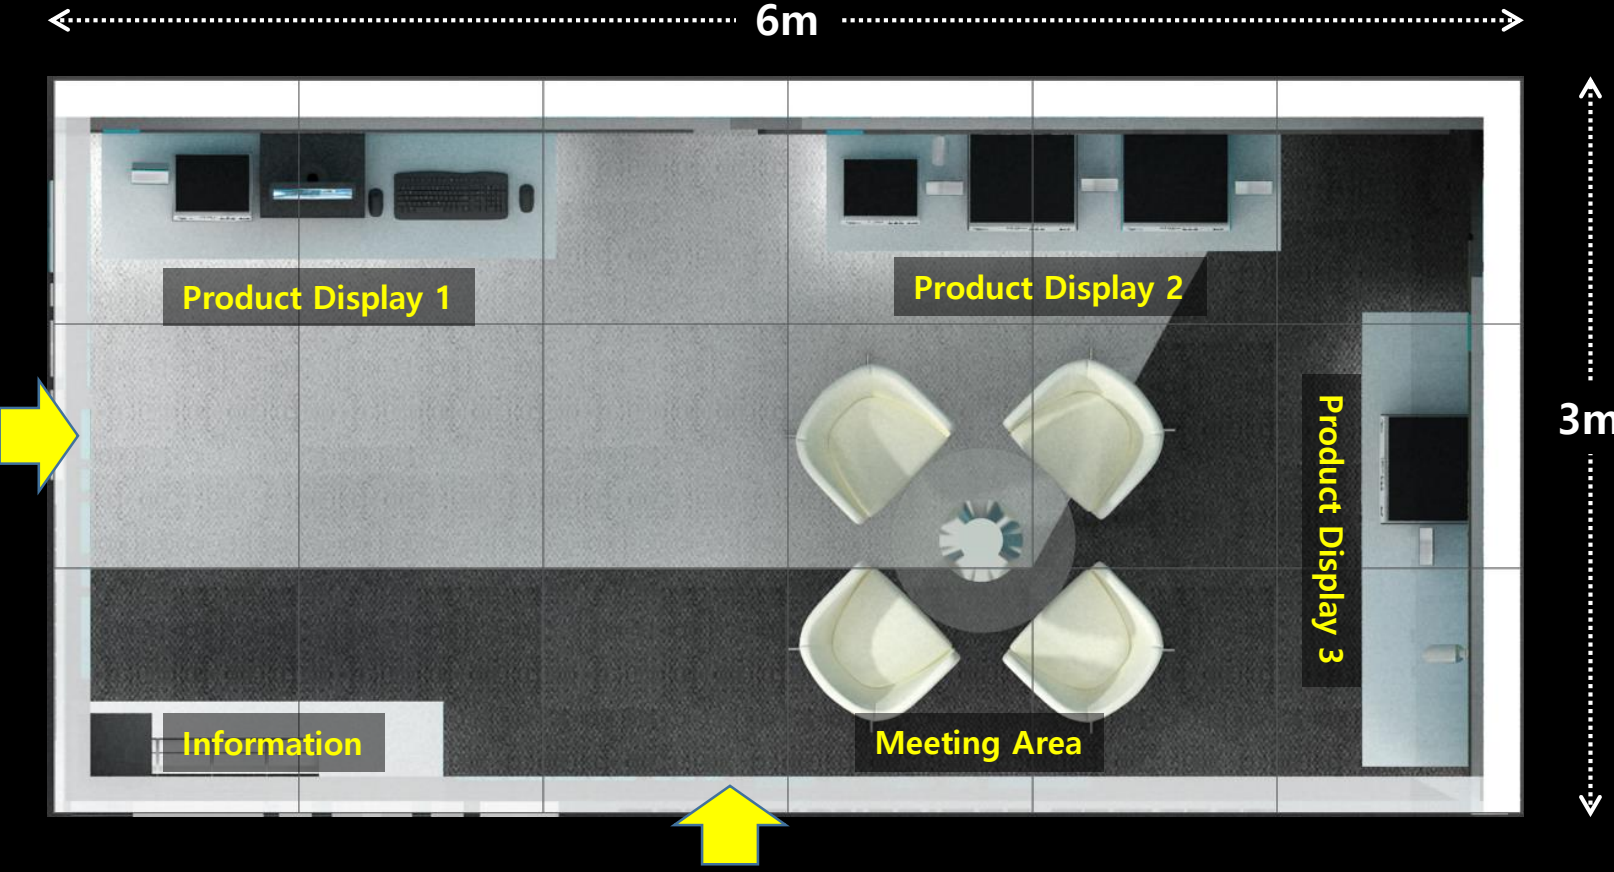 6m
Product Display 1
Product Display 2
3m
Product Display 3
Information
Meeting Area